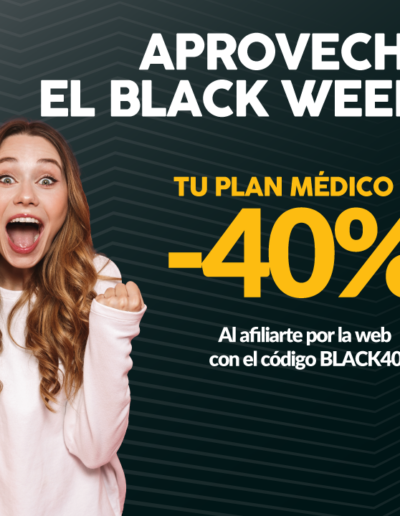 APROVECH
EL BLACK WEE
TU PLAN MÉDICO
-40%
Al afiliarte por la web
con el código BLACK40